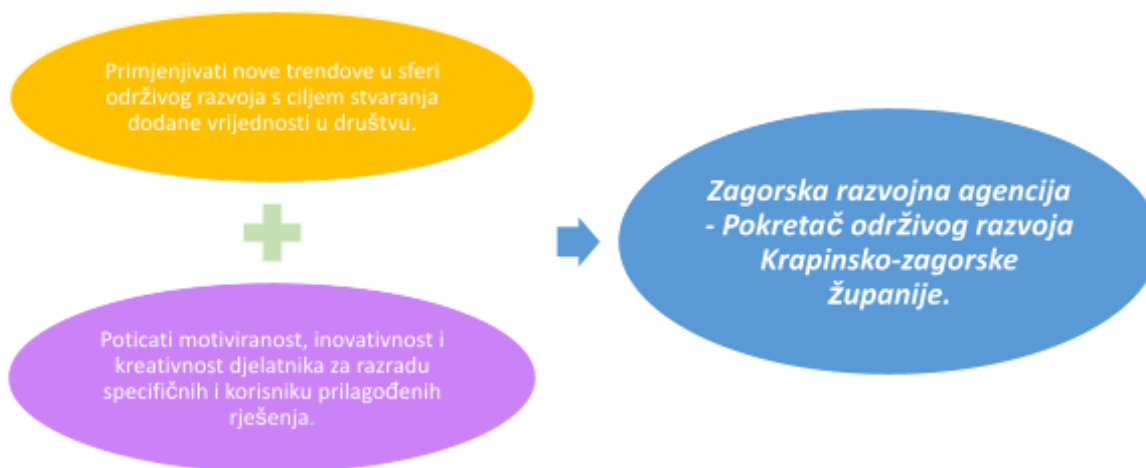 Primjenjivati nove trendove u sferi
održivog razvoja s ciljem stvaranja
dodane vrijednosti u društvu.
Poticati motiviranost, inovativnost i
kreativnost djelatnika za razradu
specifičnih i korisniku prilagođenih
rješenja.
Zagorska razvojna agencija
- Pokretač održivog razvoja
Krapinsko-zagorske
županije.